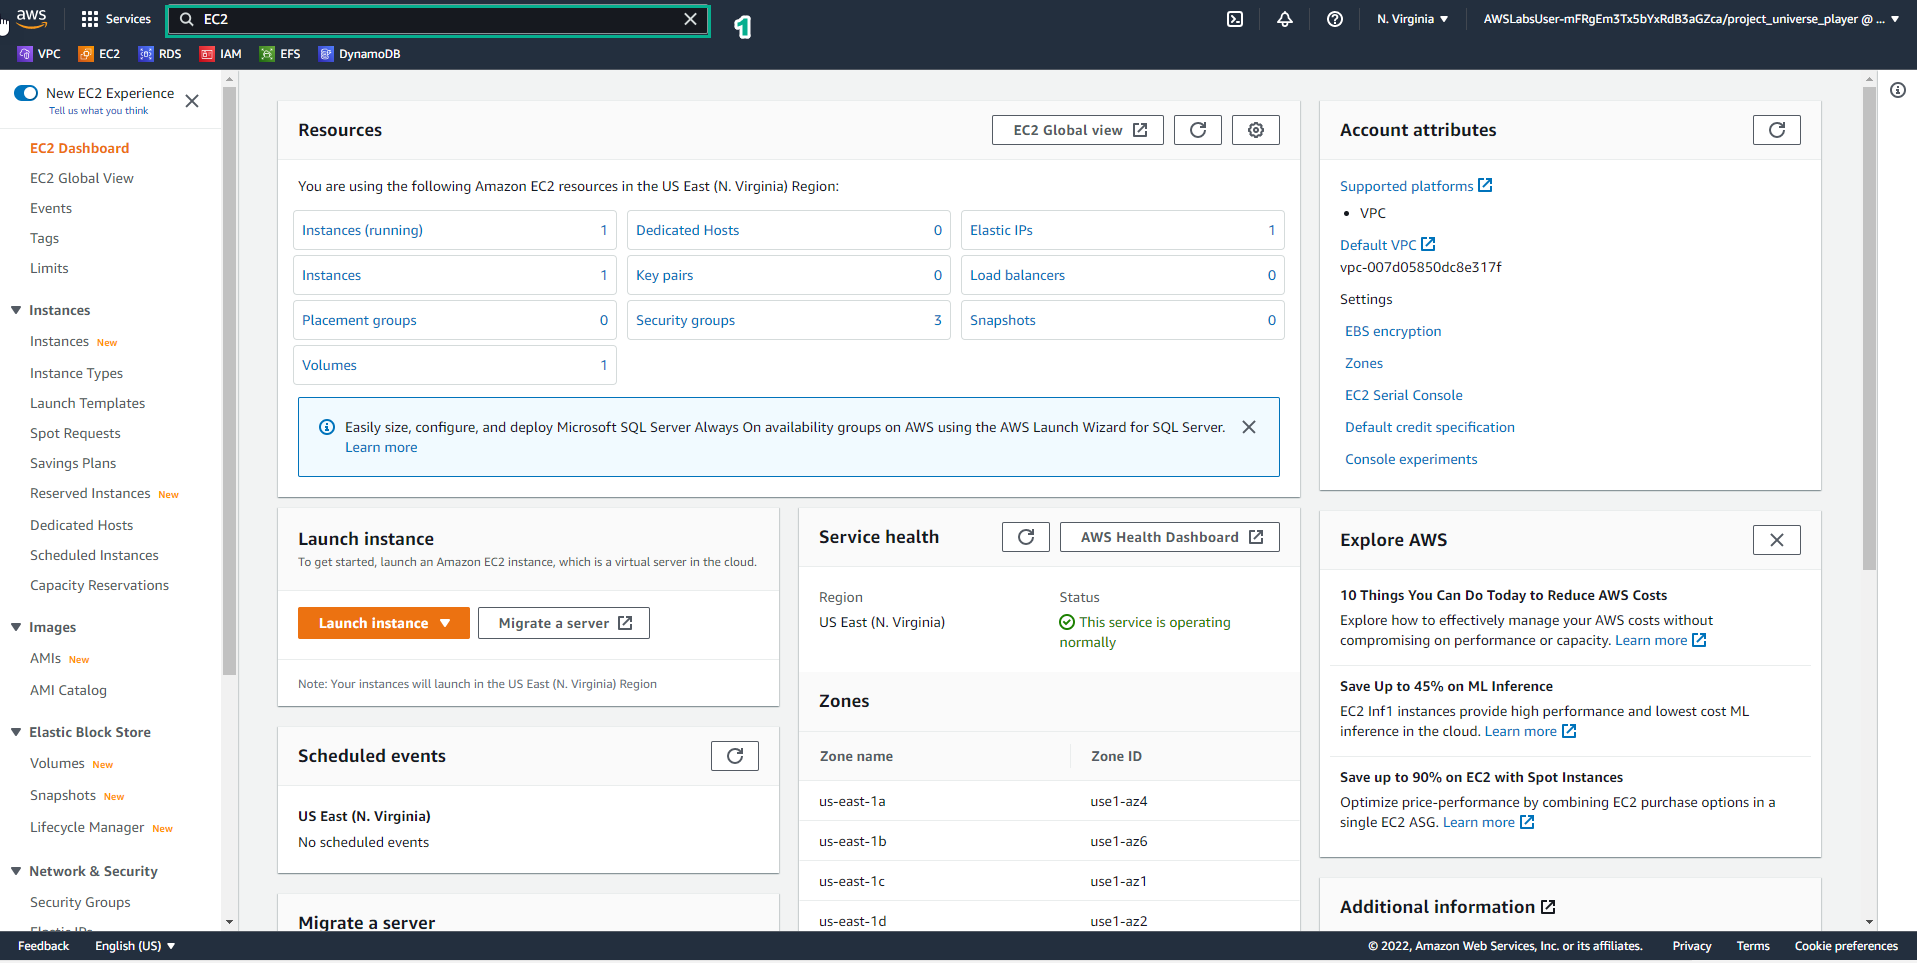 aws
Services
EC2
1
N. Virginia
AWSLabsUser-mFRgEm3Tx5bYxRdB3aGZca/project_universe_player @ ...
VPC
EC2
RDS
IAM
EFS
DynamoDB
New EC2 Experience
Tell us what you think
EC2 Dashboard
EC2 Global View
Events
Tags
Limits
Instances
Instances New
Instance Types
Launch Templates
Spot Requests
Savings Plans
Reserved Instances New
Dedicated Hosts
Scheduled Instances
Capacity Reservations
Images
AMIs New
AMI Catalog
Elastic Block Store
Volumes New
Snapshots New
Lifecycle Manager New
Network & Security
Security Groups
Elastic IPs
Resources
EC2 Global view
You are using the following Amazon EC2 resources in the US East (N. Virginia) Region:
Instances (running) 1
Dedicated Hosts 0
Elastic IPs 1
Instances 1
Key pairs 0
Load balancers 0
Placement groups 0
Security groups 3
Snapshots 0
Volumes 1
Easily size, configure, and deploy Microsoft SQL Server Always On availability groups on AWS using the AWS Launch Wizard for SQL Server.
Learn more
Launch instance
To get started, launch an Amazon EC2 instance, which is a virtual server in the cloud.
Launch instance
Migrate a server
Note: Your instances will launch in the US East (N. Virginia) Region
Scheduled events
US East (N. Virginia)
No scheduled events
Migrate a server
Service health
AWS Health Dashboard
Region
US East (N. Virginia)
Status
This service is operating
normally
Zones
Zone name Zone ID
us-east-1a use1-az4
us-east-1b use1-az6
us-east-1c use1-az1
us-east-1d use1-az2
Account attributes
Supported platforms
• VPC
Default VPC
vpc-007d05850dc8e317f
Settings
EBS encryption
Zones
EC2 Serial Console
Default credit specification
Console experiments
Explore AWS
10 Things You Can Do Today to Reduce AWS Costs
Explore how to effectively manage your AWS costs without
compromising on performance or capacity. Learn more
Save Up to 45% on ML Inference
EC2 Inf1 instances provide high performance and lowest cost ML
inference in the cloud. Learn more
Save up to 90% on EC2 with Spot Instances
Optimize price-performance by combining EC2 purchase options in a
single EC2 ASG. Learn more
Additional information
Feedback
English (US)
© 2022, Amazon Web Services, Inc. or its affiliates.
Privacy
Terms
Cookie preferences